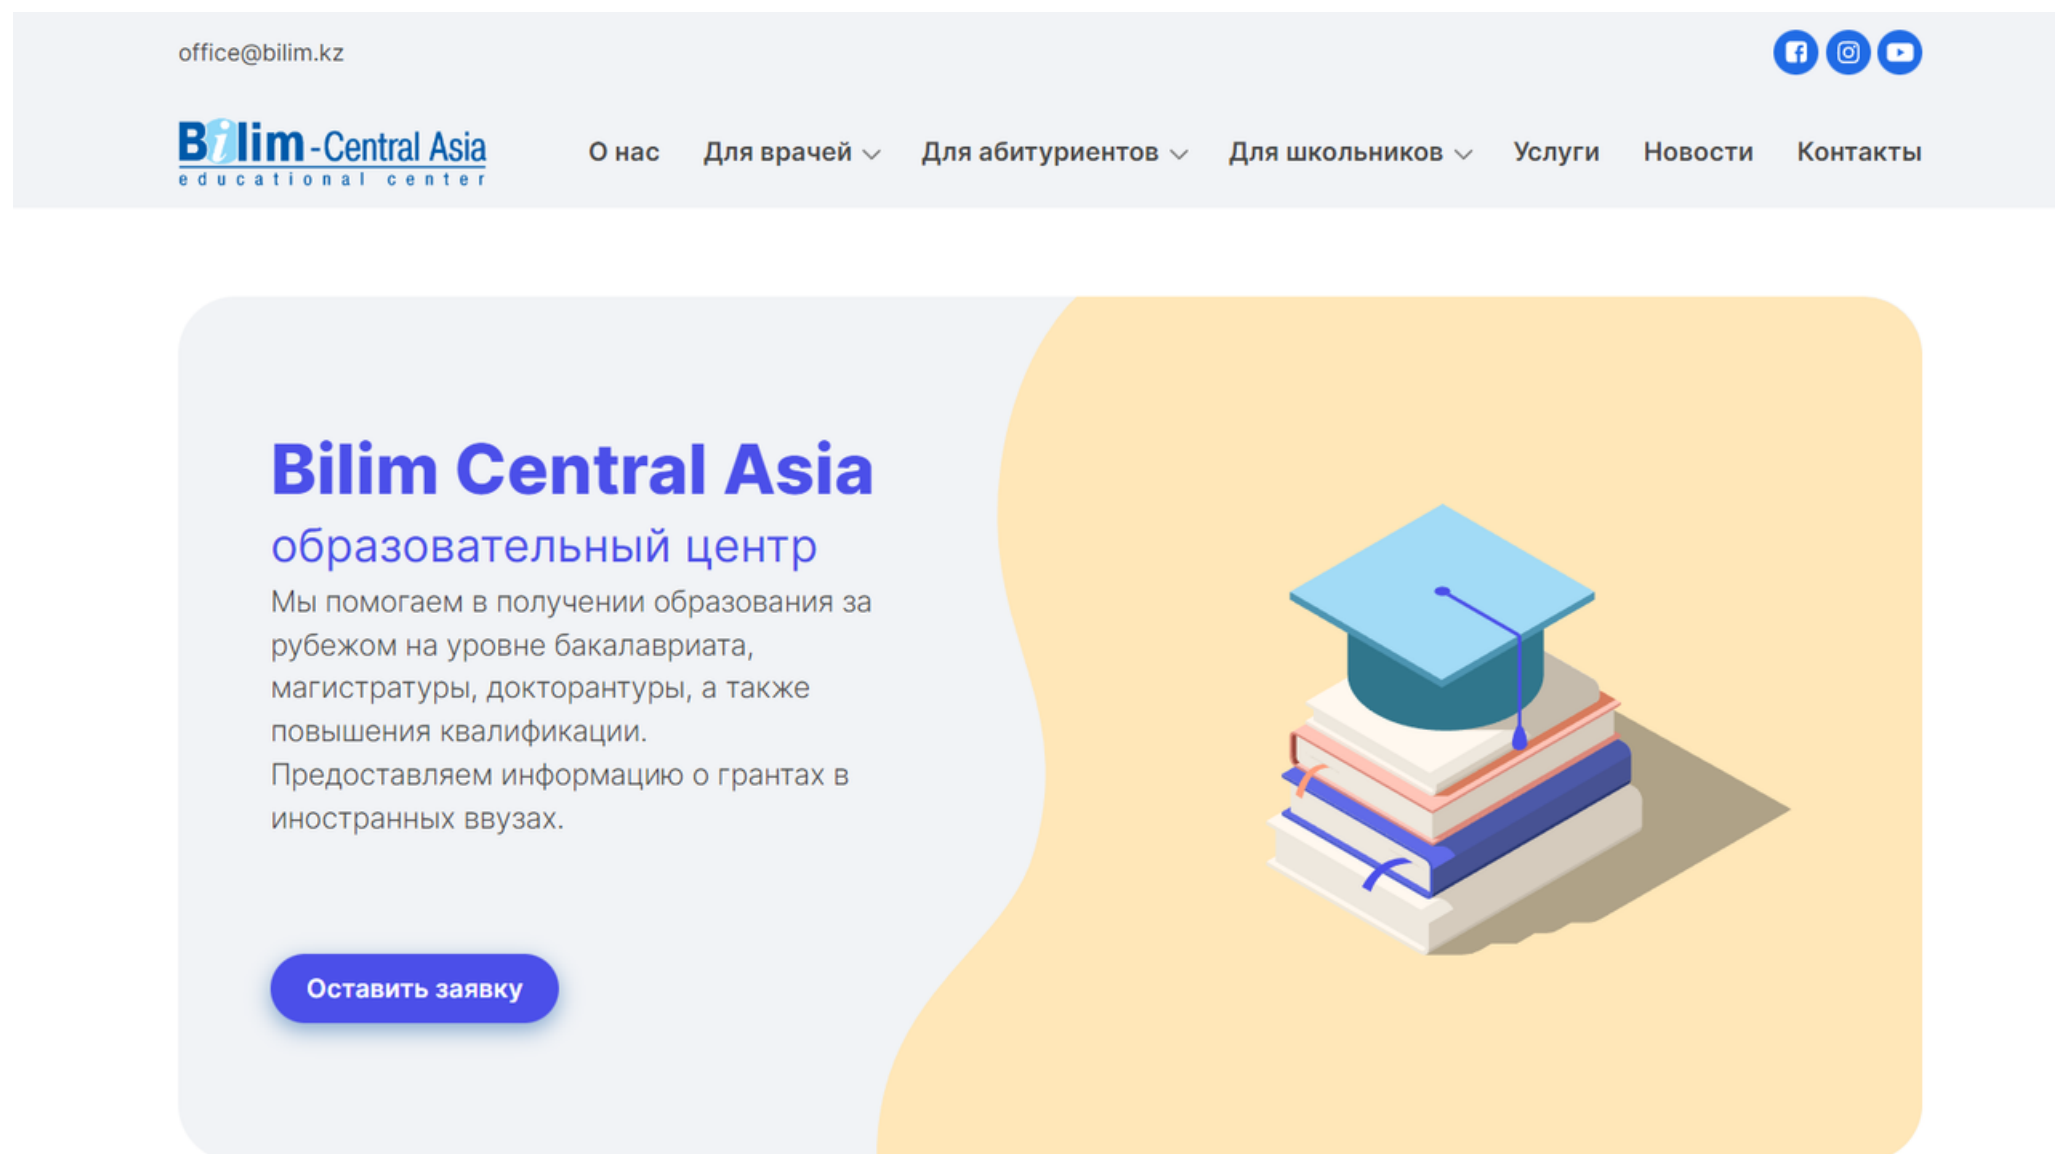 office@bilim.kz
Bilim - Central Asia
educational center
О нас Для врачей Для абитуриентов Для школьников Услуги Новости Контакты
Bilim Central Asia
образовательный центр
Мы помогаем в получении образования за
рубежом на уровне бакалавриата,
магистратуры, докторантуры, а также
повышения квалификации.
Предоставляем информацию о грантах в
иностранных ввузах.
Оставить заявку